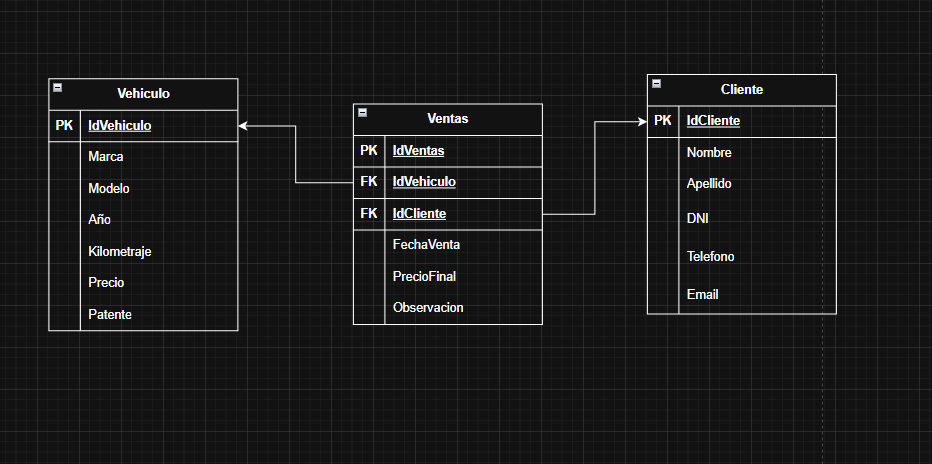 Vehiculo
PK IdVehiculo
Marca
Modelo
Año
Kilometraje
Precio
Patente
Ventas
PK IdVentas
FK IdVehiculo
FK IdCliente
FechaVenta
PrecioFinal
Observacion
Cliente
PK IdCliente
Nombre
Apellido
DNI
Telefono
Email